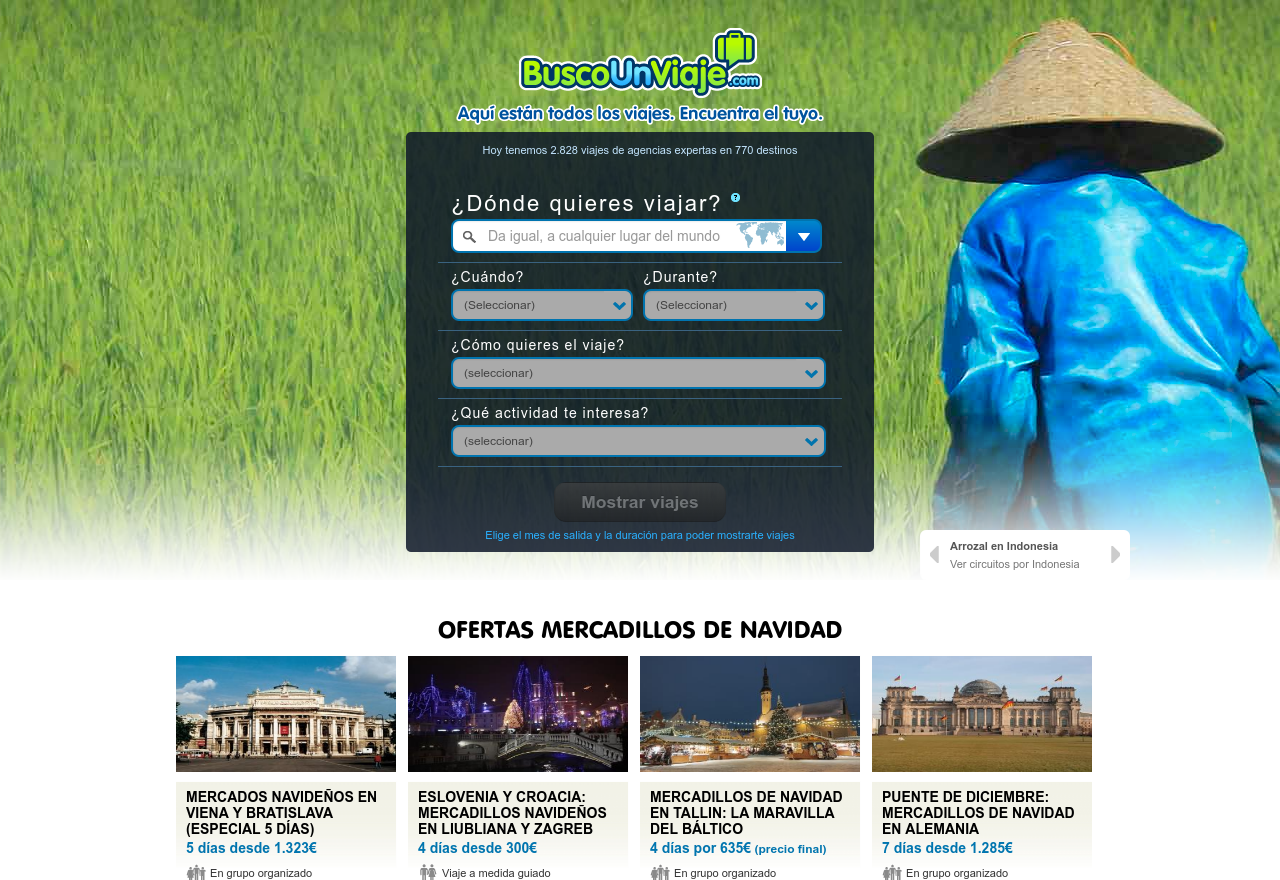 BuscoUnViaje.com
Aquí están todos los viajes. Encuentra el tuyo.
Hoy tenemos 2.828 viajes de agencias expertas en 770 destinos
¿Dónde quieres viajar? ?
Da igual, a cualquier lugar del mundo
¿Cuándo? ¿Durante?
(Seleccionar) (Seleccionar)
¿Cómo quieres el viaje?
(seleccionar)
¿Qué actividad te interesa?
(seleccionar)
Mostrar viajes
Elige el mes de salida y la duración para poder mostrarte viajes
Arrozal en Indonesia
Ver circuitos por Indonesia
OFERTAS MERCADILLOS DE NAVIDAD
MERCADOS NAVIDEÑOS EN
VIENA Y BRATISLAVA
(ESPECIAL 5 DÍAS)
5 días desde 1.323€
En grupo organizado
ESLOVENIA Y CROACIA:
MERCADILLOS NAVIDEÑOS
EN LIUBLIANA Y ZAGREB
4 días desde 300€
Viaje a medida guiado
MERCADILLOS DE NAVIDAD
EN TALLIN: LA MARAVILLA
DEL BÁLTICO
4 días por 635€ (precio final)
En grupo organizado
PUENTE DE DICIEMBRE:
MERCADILLOS DE NAVIDAD
EN ALEMANIA
7 días desde 1.285€
En grupo organizado